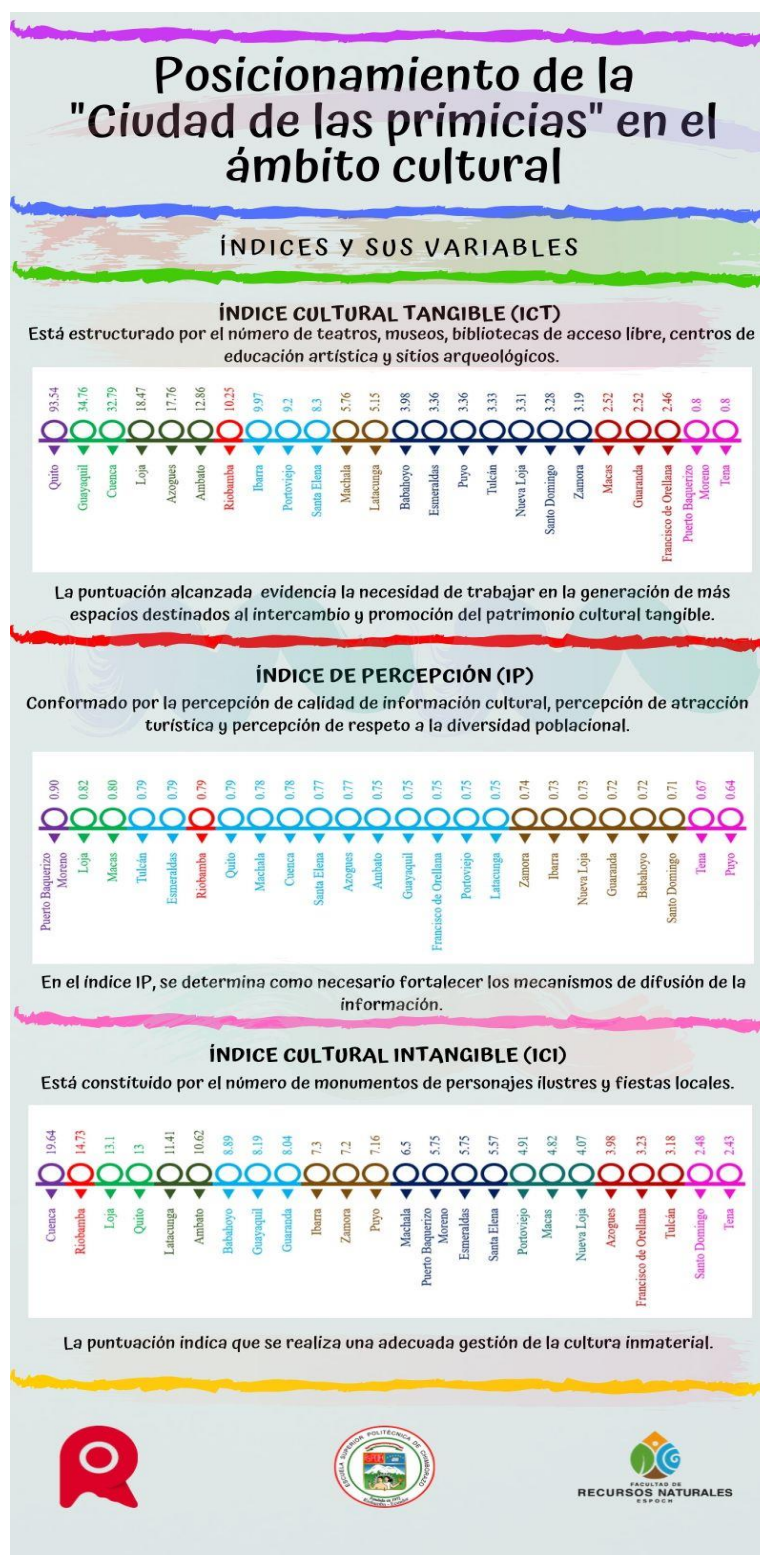 Posicionamiento de la
"Ciudad de las primicias" en el
ámbito cultural
ÍNDICES Y SUS VARIABLES
ÍNDICE CULTURAL TANGIBLE (ICT)
Está estructurado por el número de teatros, museos, bibliotecas de acceso libre, centros de
educación artística y sitios arqueológicos.
93.54 34.76 32.79 18.47 17.76 12.86 10.25 9.97 9.2 8.3 5.76 5.15 3.98 3.36 3.36 3.33 3.31 3.28 3.19 2.52 2.52 2.46 0.8 0.8
Quito Guayaquil Cuenca Loja Azogues Ambato Riobamba Ibarra Portoviejo Santa Elena Machala Latacunga Babahoyo Esmeraldas Puyo Tulcán Nueva Loja Santo Domingo Zamora Macas Guaranda Francisco de Orellana Puerto Baquerizo Moreno Tena
La puntuación alcanzada evidencia la necesidad de trabajar en la generación de más
espacios destinados al intercambio y promoción del patrimonio cultural tangible.
ÍNDICE DE PERCEPCIÓN (IP)
Conformado por la percepción de calidad de información cultural, percepción de atracción
turística y percepción de respeto a la diversidad poblacional.
0.90 0.82 0.80 0.79 0.79 0.79 0.79 0.78 0.78 0.77 0.77 0.75 0.75 0.75 0.75 0.75 0.74 0.73 0.73 0.72 0.72 0.71 0.67 0.64
Puerto Baquerizo Moreno Loja Macas Tulcán Esmeraldas Riobamba Quito Machala Cuenca Santa Elena Azogues Ambato Guayaquil Francisco de Orellana Portoviejo Latacunga Zamora Ibarra Nueva Loja Guaranda Babahoyo Santo Domingo Tena Puyo
En el índice IP, se determina como necesario fortalecer los mecanismos de difusión de la
información.
ÍNDICE CULTURAL INTANGIBLE (ICI)
Está constituido por el número de monumentos de personajes ilustres y fiestas locales.
19.64 14.73 13.1 13 11.41 10.62 8.89 8.19 8.04 7.3 7.2 7.16 6.5 5.75 5.75 5.57 4.91 4.82 4.07 3.98 3.23 3.18 2.48 2.43
Cuenca Riobamba Loja Quito Latacunga Ambato Babahoyo Guayaquil Guaranda Ibarra Zamora Puyo Machala Puerto Baquerizo Moreno Esmeraldas Santa Elena Portoviejo Macas Nueva Loja Azogues Francisco de Orellana Tulcán Santo Domingo Tena
La puntuación indica que se realiza una adecuada gestión de la cultura inmaterial.
ESCUELA SUPERIOR POLITÉCNICA DE CHIMBORAZO
Riobamba - Ecuador
FACULTAD DE
RECURSOS NATURALES
ESPOCH